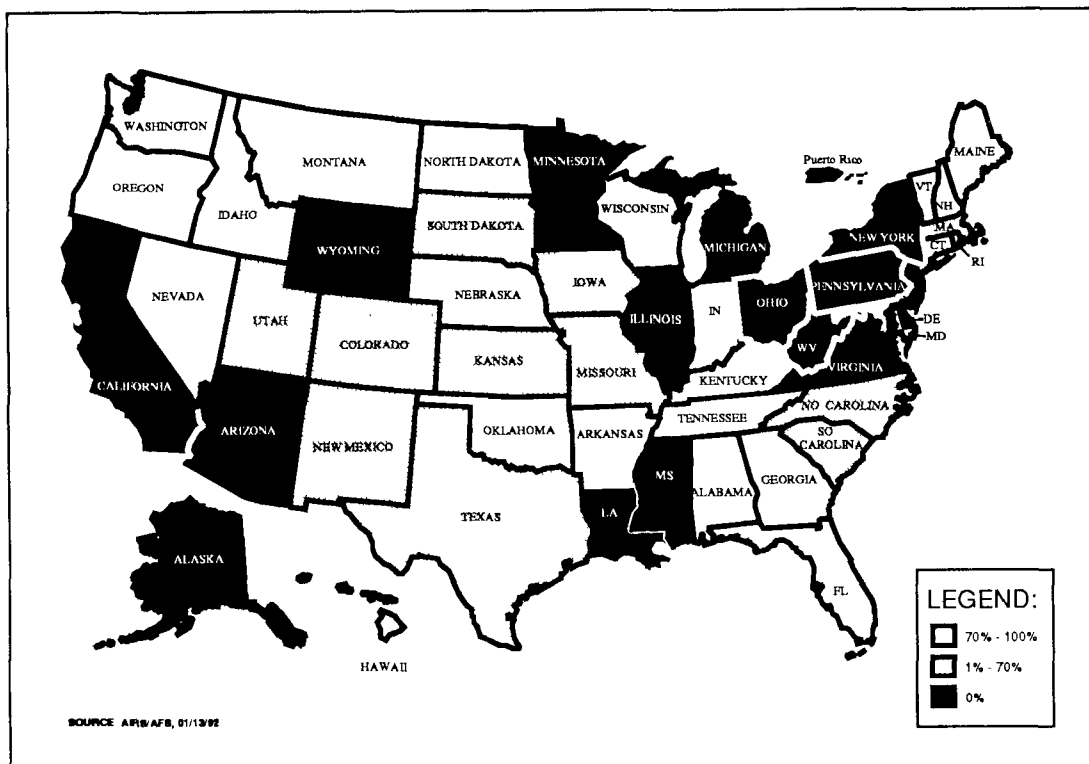 WASHINGTON
MONTANA
NORTH DAKOTA
MINNESOTA
MAINE
Puerto Rico
OREGON
IDAHO
SOUTH DAKOTA
WISCONSIN
VT
NH
WYOMING
MICHIGAN
NEW YORK
MA
CT
RI
NEVADA
UTAH
COLORADO
NEBRASKA
IOWA
ILLINOIS
IN
OHIO
PENNSYLVANIA
DE
MD
CALIFORNIA
KANSAS
MISSOURI
KENTUCKY
WV
VIRGINIA
ARIZONA
NEW MEXICO
OKLAHOMA
ARKANSAS
TENNESSEE
NO CAROLINA
SO
CAROLINA
TEXAS
LA
MS
ALABAMA
GEORGIA
FL
ALASKA
HAWAII
LEGEND:
70% - 100%
1% - 70%
0%
SOURCE AIRS/AFS, 01/13/92